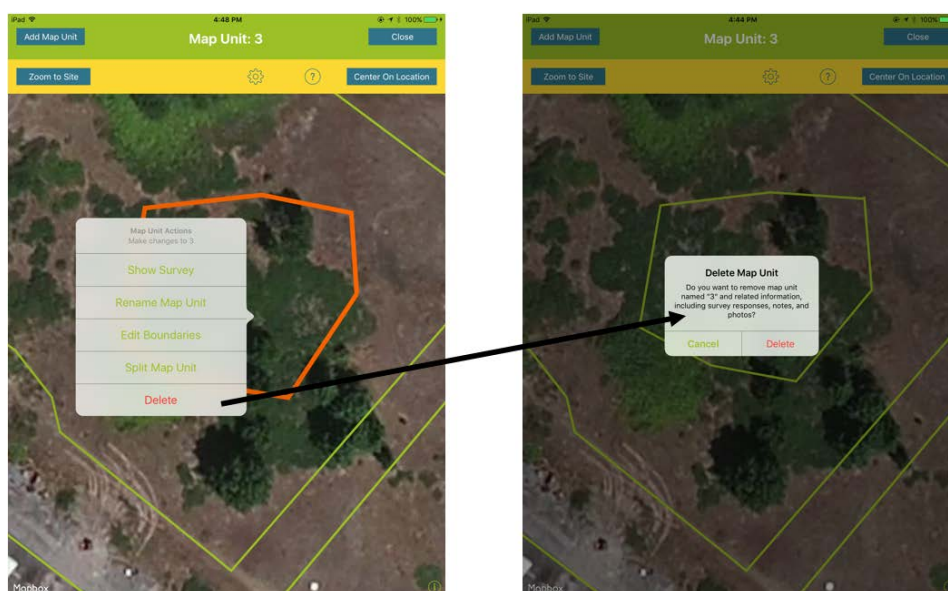 iPad 4:48 PM 100%
Add Map Unit Map Unit: 3 Close
Zoom to Site ? Center On Location
Map Unit Actions
Make changes to 3
Show Survey
Rename Map Unit
Edit Boundaries
Split Map Unit
Delete
Mapbox
iPad 4:44 PM 100%
Add Map Unit Map Unit: 3 Close
Zoom to Site ? Center On Location
Delete Map Unit
Do you want to remove map unit
named "3" and related information,
including survey responses, notes, and
photos?
Cancel Delete
Mapbox